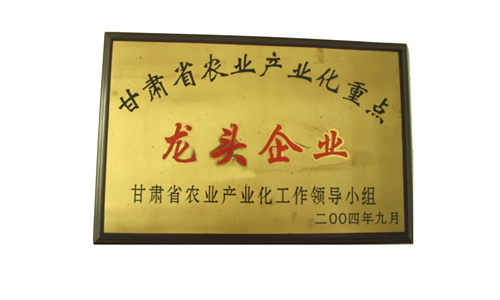 甘肃省农业产业化重点
龙头企业
甘肃省农业产业化工作领导小组
二〇〇四年九月